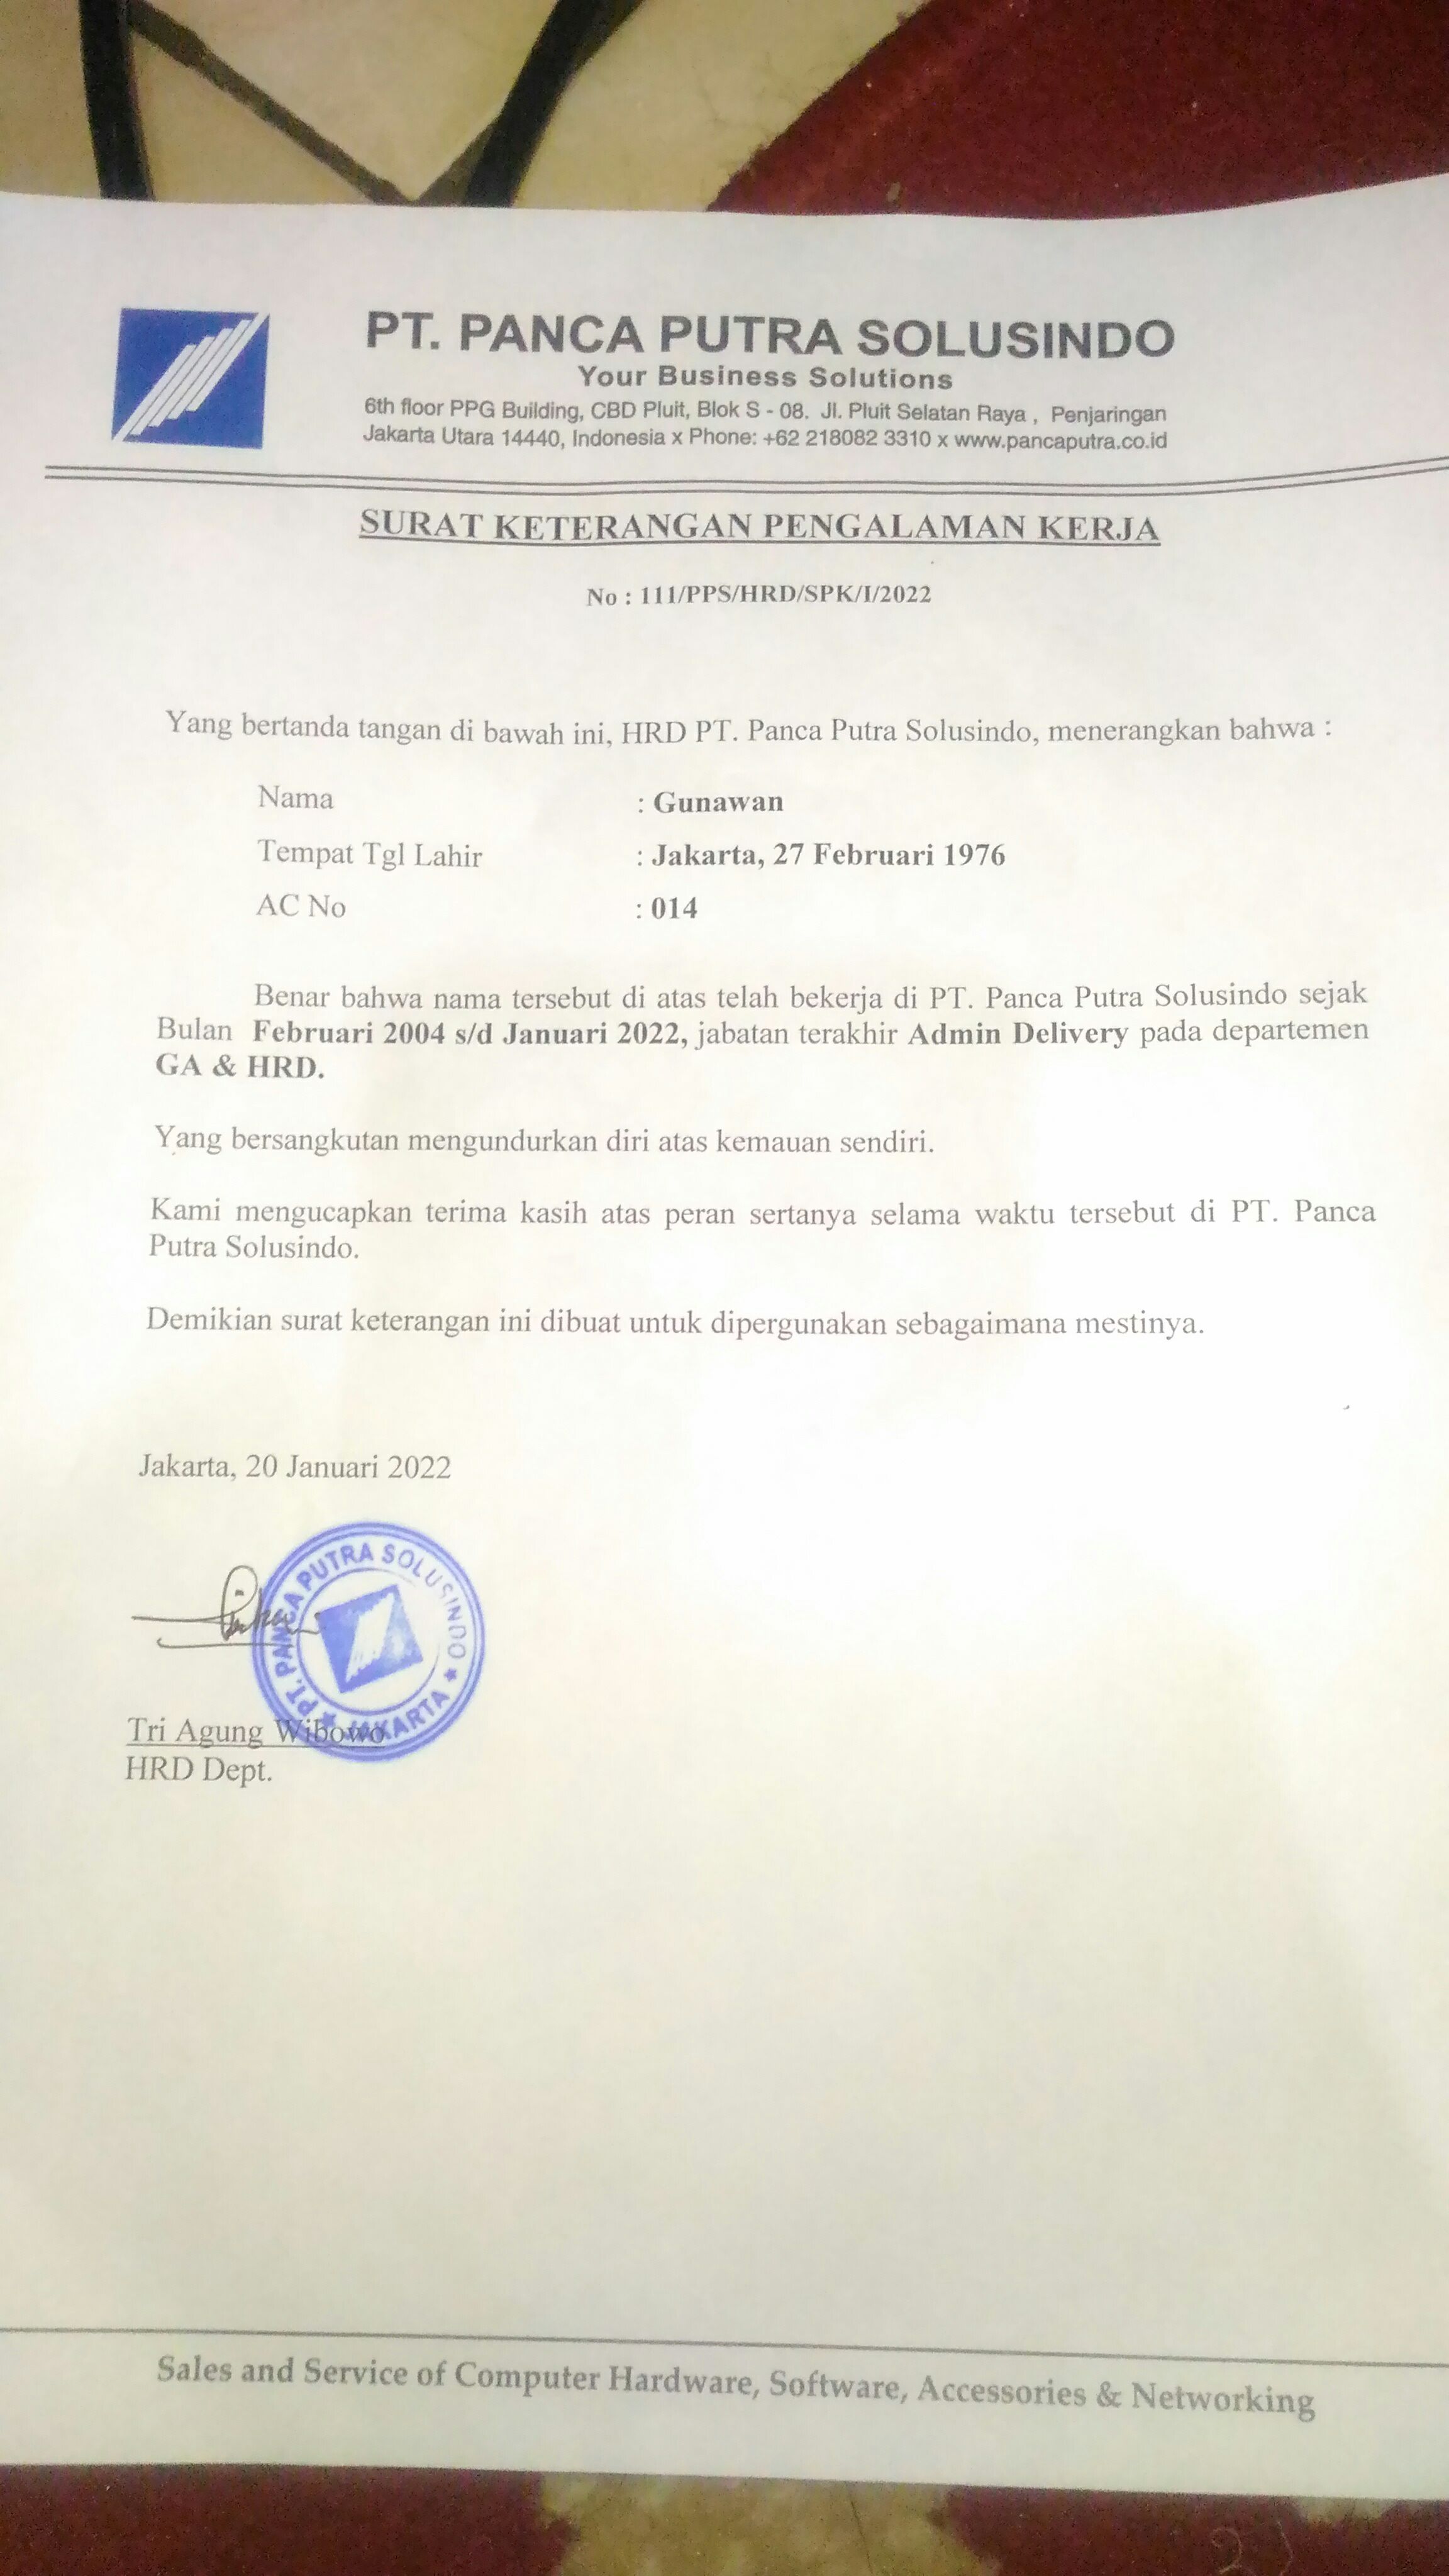 PT. PANCA PUTRA SOLUSINDO
Your Business Solutions
6th floor PPG Building, CBD Pluit, Blok S - 08. Jl. Pluit Selatan Raya , Penjaringan
Jakarta Utara 14440, Indonesia x Phone: +62 218082 3310 x www.pancaputra.co.id
SURAT KETERANGAN PENGALAMAN KERJA
No : 111/PPS/HRD/SPK/I/2022
Yang bertanda tangan di bawah ini, HRD PT. Panca Putra Solusindo, menerangkan bahwa :
Nama : Gunawan
Tempat Tgl Lahir : Jakarta, 27 Februari 1976
AC No : 014
Benar bahwa nama tersebut di atas telah bekerja di PT. Panca Putra Solusindo sejak
Bulan Februari 2004 s/d Januari 2022, jabatan terakhir Admin Delivery pada departemen
GA & HRD.
Yang bersangkutan mengundurkan diri atas kemauan sendiri.
Kami mengucapkan terima kasih atas peran sertanya selama waktu tersebut di PT. Panca
Putra Solusindo.
Demikian surat keterangan ini dibuat untuk dipergunakan sebagaimana mestinya.
Jakarta, 20 Januari 2022
PT. PANCA PUTRA SOLUSINDO
★ JAKARTA ★
Tri Agung Wibowo
HRD Dept.
Sales and Service of Computer Hardware, Software, Accessories & Networking